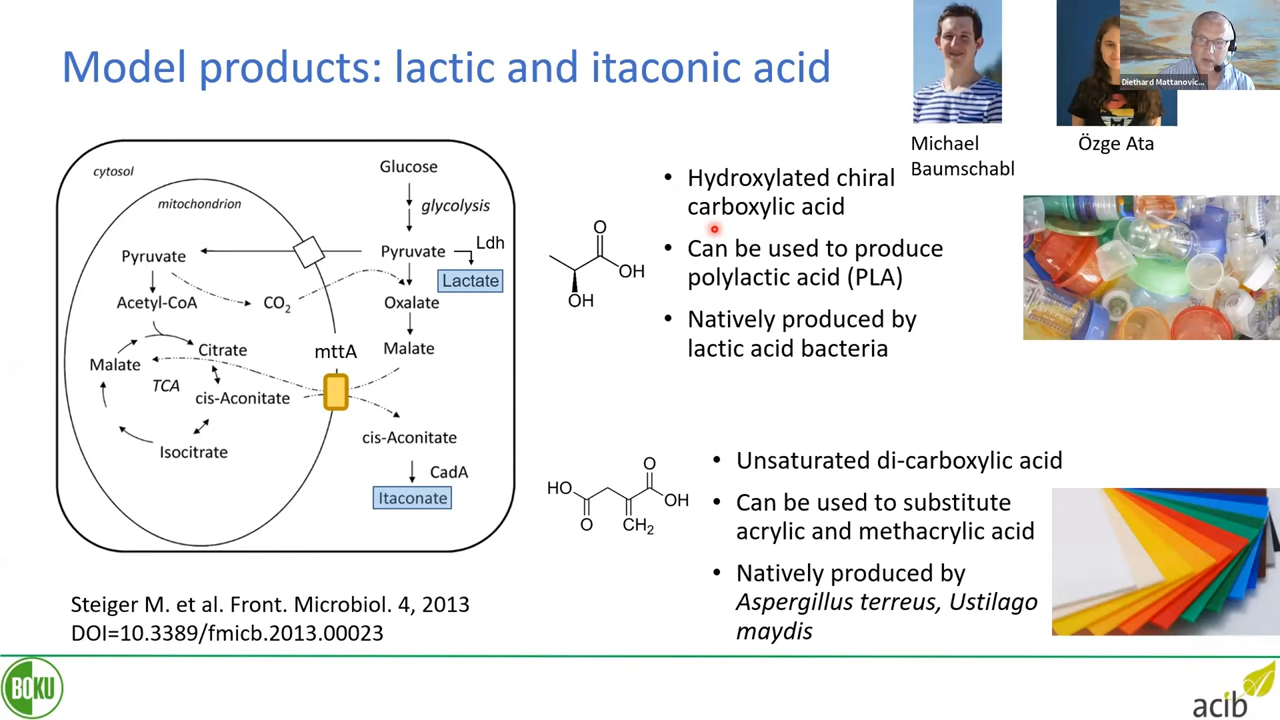 Model products: lactic and itaconic acid
Diethard Mattanovic...
Michael
Baumschabl
Özge Ata
cytosol
mitochondrion
Glucose
glycolysis
Pyruvate
Ldh
Lactate
Pyruvate
Acetyl-CoA
CO2
Oxalate
Malate
mttA
Citrate
Malate
TCA
cis-Aconitate
Isocitrate
cis-Aconitate
CadA
Itaconate
O
OH
OH
• Hydroxylated chiral
carboxylic acid
• Can be used to produce
polylactic acid (PLA)
• Natively produced by
lactic acid bacteria
HO
O
O
OH
CH2
• Unsaturated di-carboxylic acid
• Can be used to substitute
acrylic and methacrylic acid
• Natively produced by
Aspergillus terreus, Ustilago
maydis
Steiger M. et al. Front. Microbiol. 4, 2013
DOI=10.3389/fmicb.2013.00023
BOKU
acib